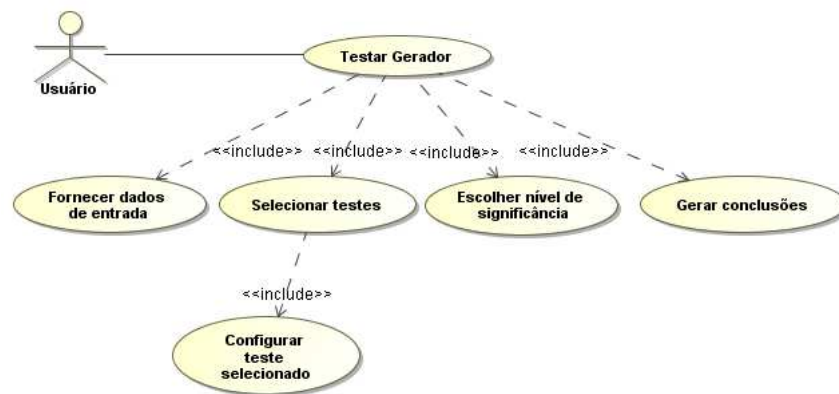 Testar Gerador
Usuário
<<include>>
<<include>>
<<include>>
<<include>>
Fornecer dados
de entrada
Selecionar testes
Escolher nível de
significância
Gerar conclusões
<<include>>
Configurar
teste
selecionado